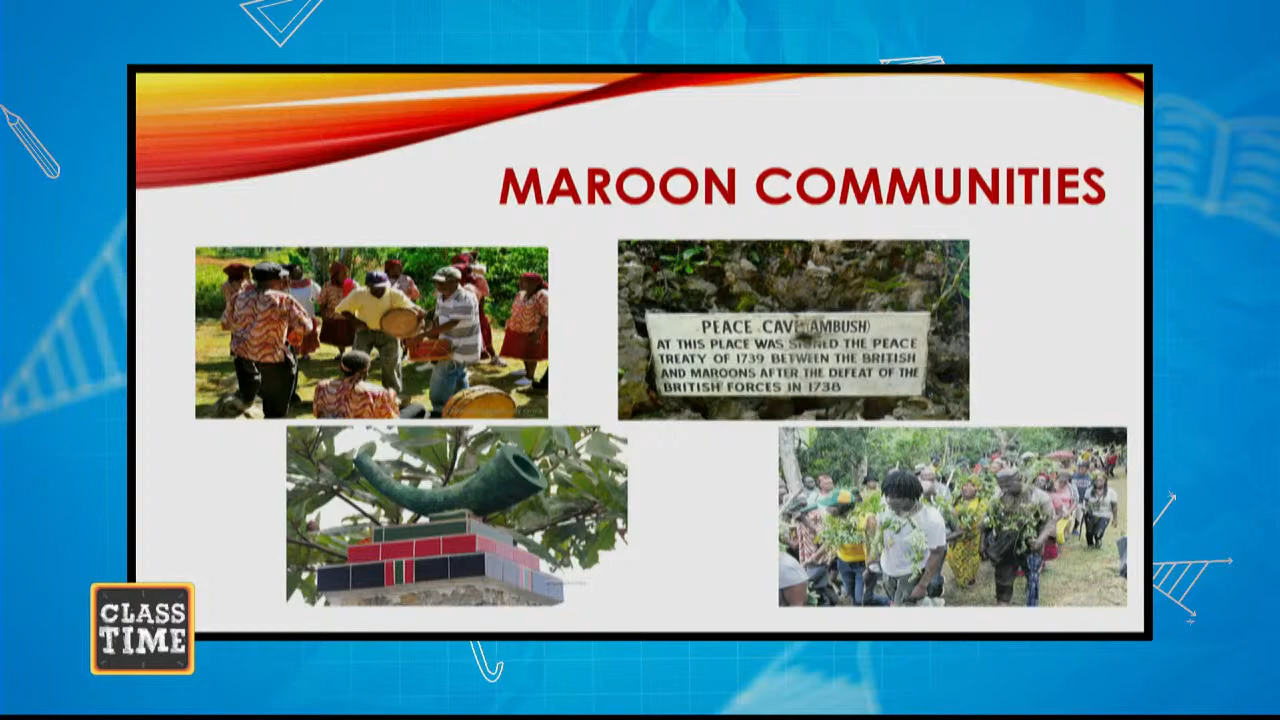 MAROON COMMUNITIES
PEACE CAVE (AMBUSH)
AT THIS PLACE WAS SIGNED THE PEACE
TREATY OF 1739 BETWEEN THE BRITISH
AND MAROONS AFTER THE DEFEAT OF THE
BRITISH FORCES IN 1738
CLASS
TIME